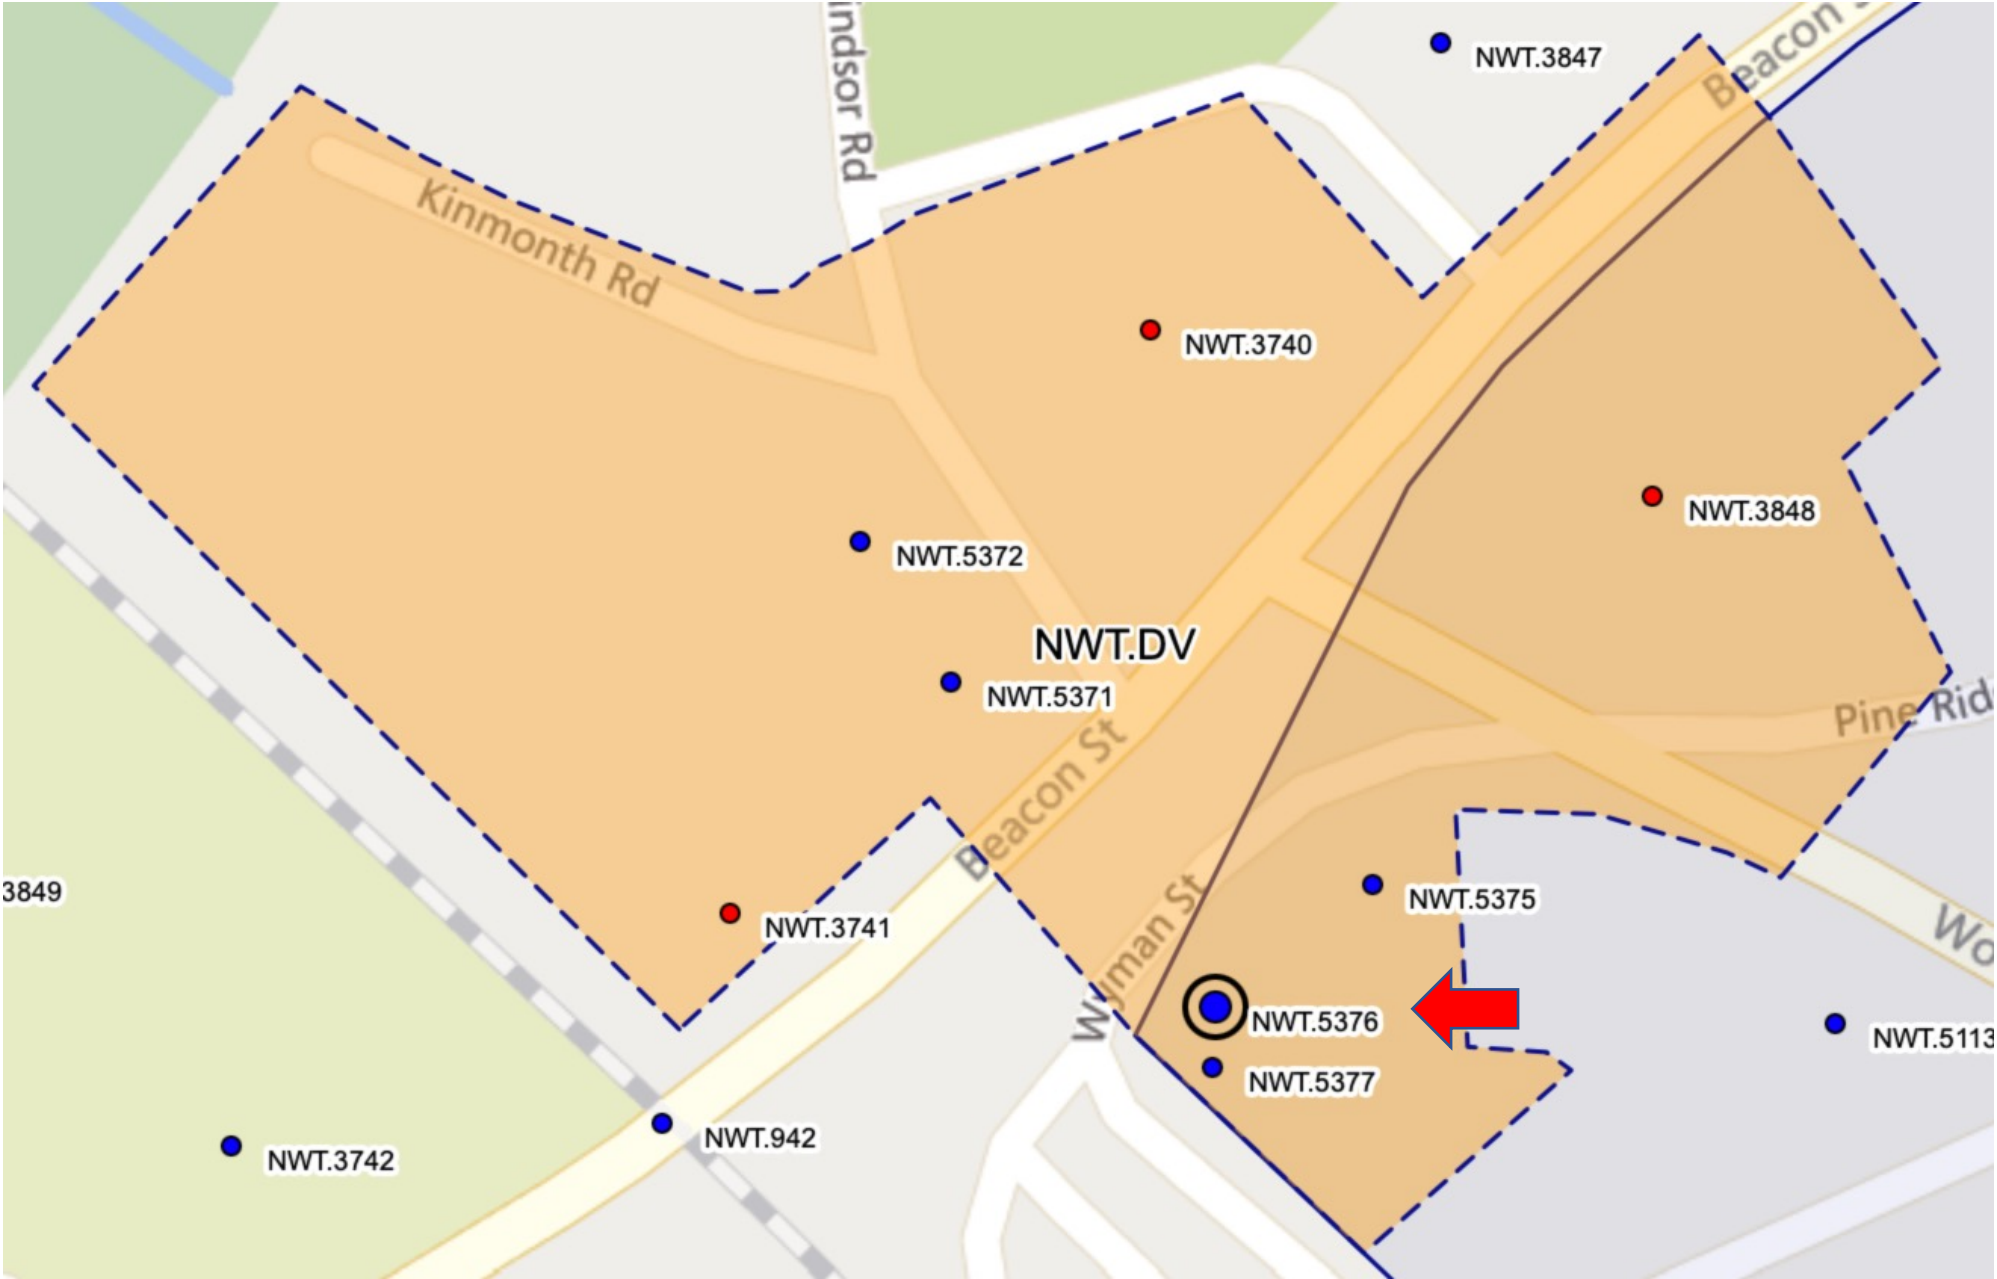 indsor Rd
NWT.3847
Beacon S
Kinmonth Rd
NWT.3740
NWT.3848
NWT.5372
NWT.DV
NWT.5371
Pine Rid
Beacon St
NWT.5375
3849
NWT.3741
Wyman St
Wo
NWT.5376
NWT.5113
NWT.5377
NWT.942
NWT.3742